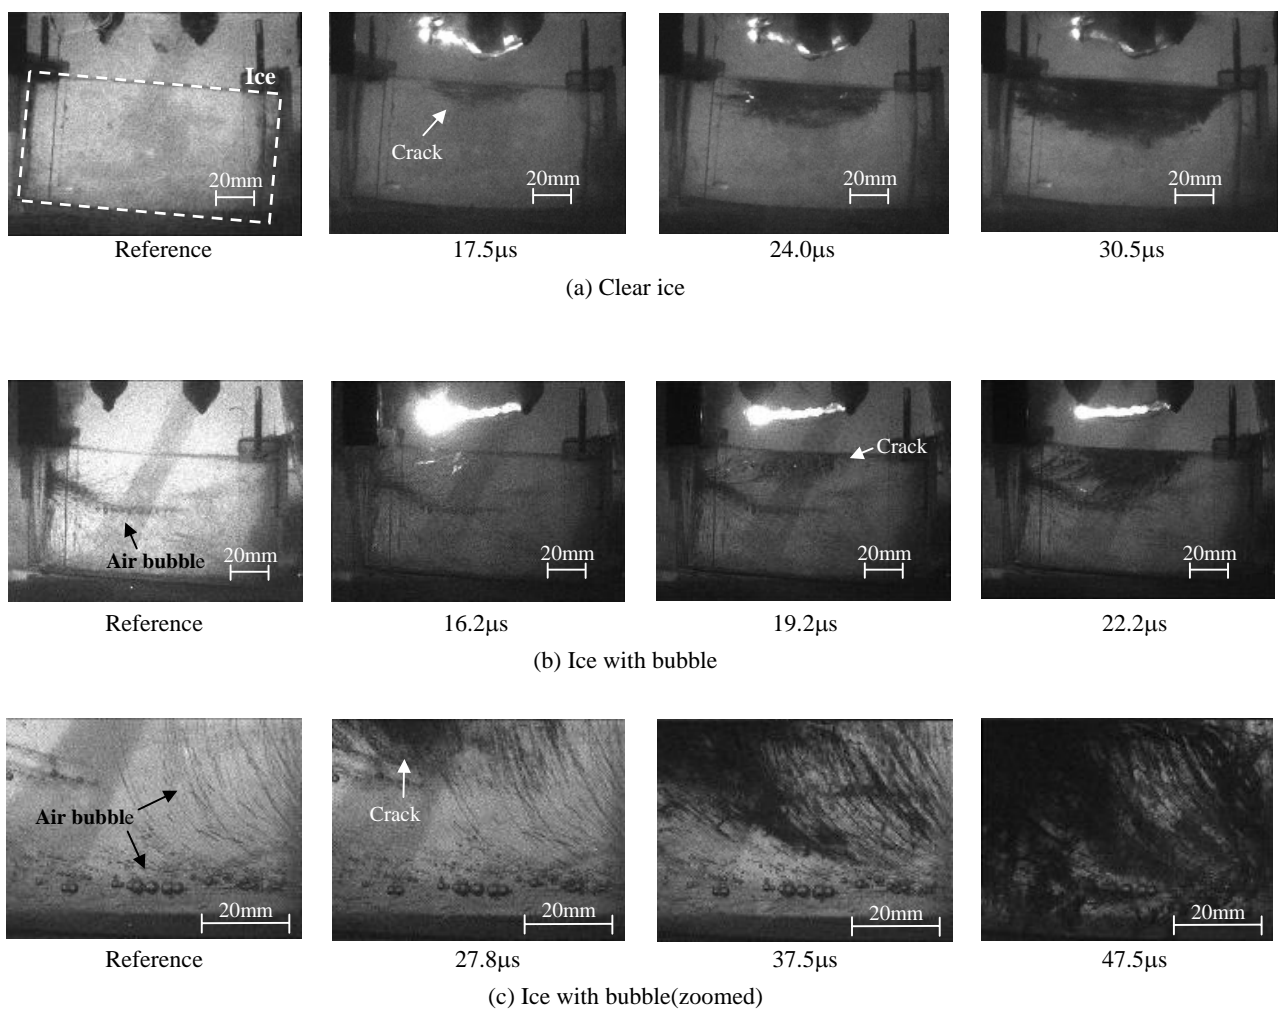 Ice
Crack
20mm
20mm
20mm
20mm
Reference
17.5μs
24.0μs
30.5μs
(a) Clear ice
Crack
Air bubble
20mm
20mm
20mm
20mm
Reference
16.2μs
19.2μs
22.2μs
(b) Ice with bubble
Air bubble
Crack
20mm
20mm
20mm
20mm
Reference
27.8μs
37.5μs
47.5μs
(c) Ice with bubble(zoomed)